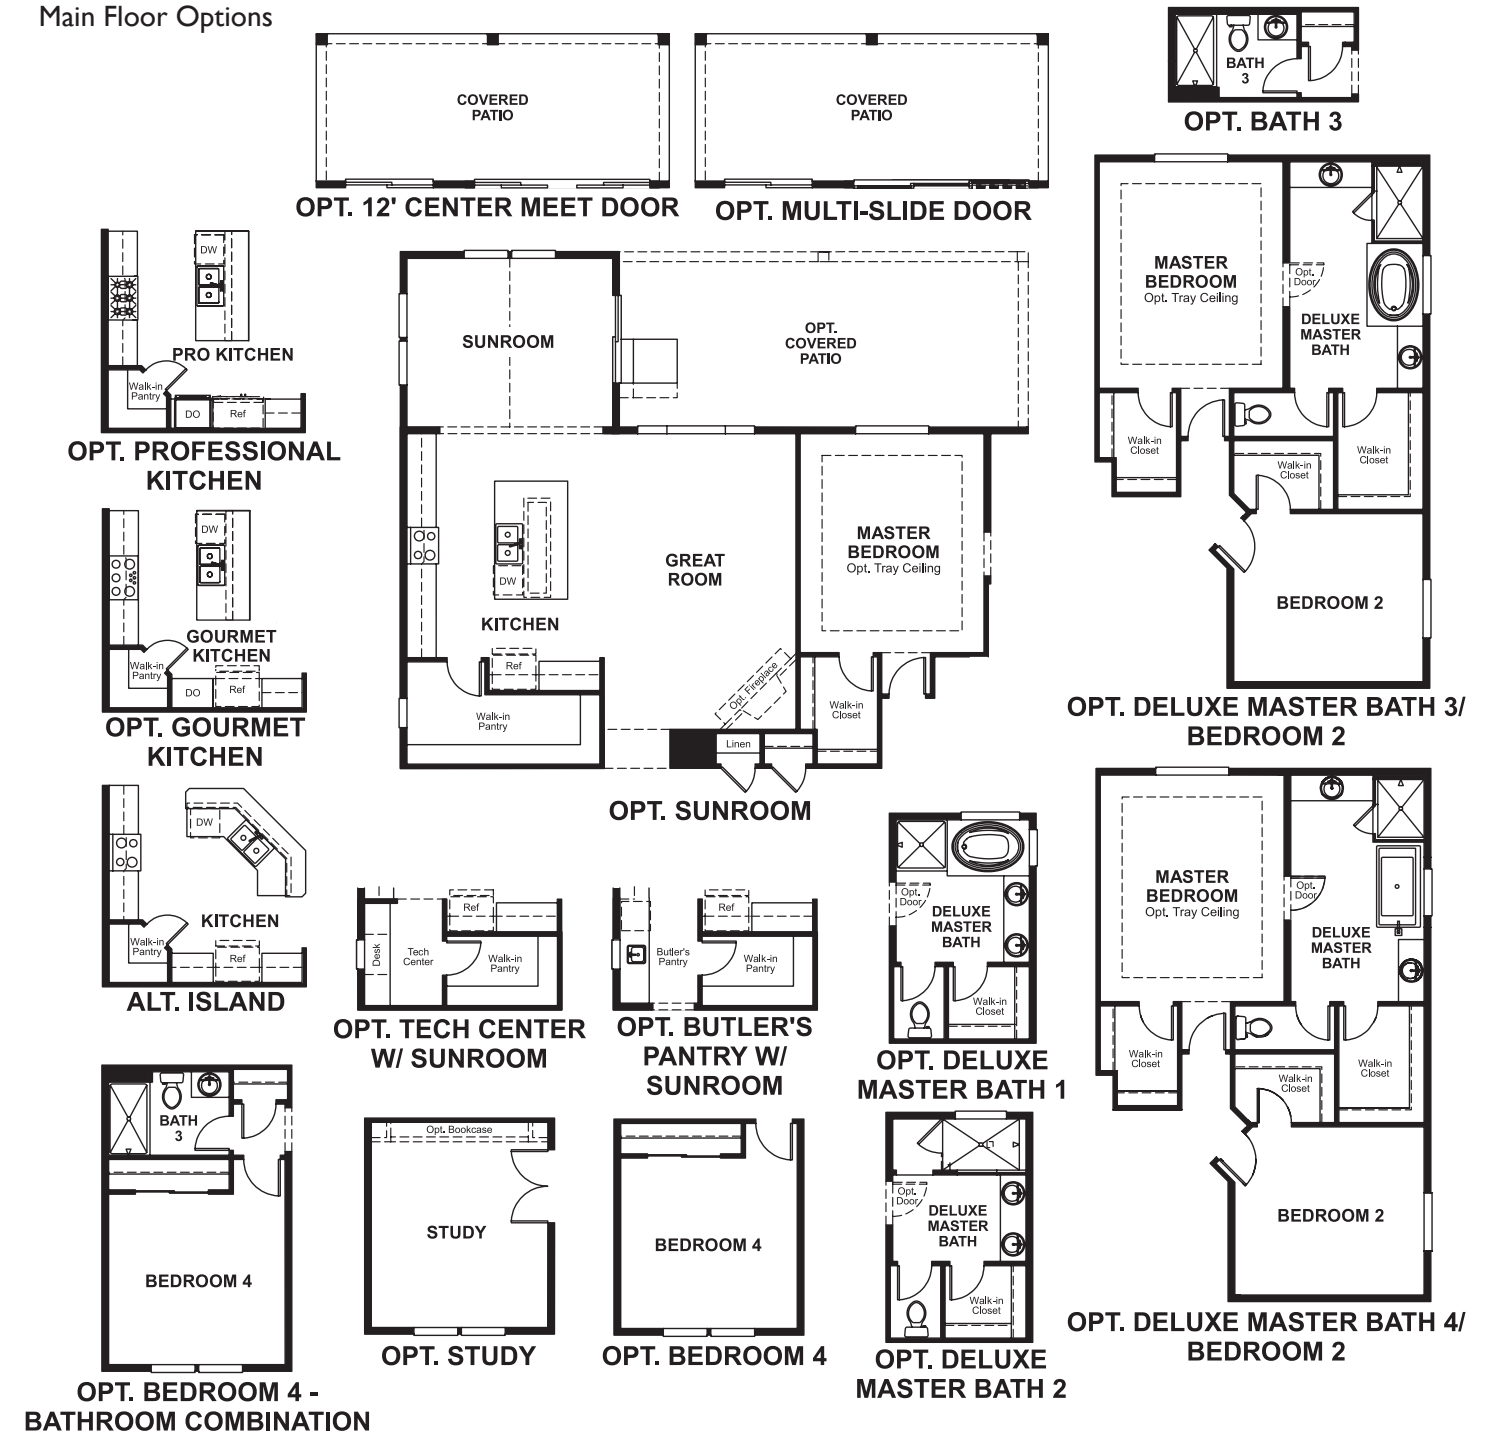 Main Floor Options
COVERED
PATIO
OPT. 12' CENTER MEET DOOR
COVERED
PATIO
OPT. MULTI-SLIDE DOOR
BATH
3
OPT. BATH 3
DW
PRO KITCHEN
Walk-in
Pantry
DO
Ref
OPT. PROFESSIONAL
KITCHEN
DW
GOURMET
KITCHEN
Walk-in
Pantry
DO
Ref
OPT. GOURMET
KITCHEN
DW
KITCHEN
Walk-in
Pantry
Ref
ALT. ISLAND
SUNROOM
OPT.
COVERED
PATIO
DW
KITCHEN
Ref
Walk-in
Pantry
GREAT
ROOM
Opt. Fireplace
Linen
MASTER
BEDROOM
Opt. Tray Ceiling
Walk-in
Closet
OPT. SUNROOM
MASTER
BEDROOM
Opt. Tray Ceiling
Opt.
Door
DELUXE
MASTER
BATH
Walk-in
Closet
Walk-in
Closet
Walk-in
Closet
BEDROOM 2
OPT. DELUXE MASTER BATH 3/
BEDROOM 2
Desk
Tech
Center
Ref
Walk-in
Pantry
OPT. TECH CENTER
W/ SUNROOM
Butler's
Pantry
Ref
Walk-in
Pantry
OPT. BUTLER'S
PANTRY W/
SUNROOM
Opt.
Door
DELUXE
MASTER
BATH
Walk-in
Closet
OPT. DELUXE
MASTER BATH 1
MASTER
BEDROOM
Opt. Tray Ceiling
Opt.
Door
DELUXE
MASTER
BATH
Walk-in
Closet
Walk-in
Closet
Walk-in
Closet
BEDROOM 2
OPT. DELUXE MASTER BATH 4/
BEDROOM 2
BATH
3
BEDROOM 4
OPT. BEDROOM 4 -
BATHROOM COMBINATION
Opt. Bookcase
STUDY
OPT. STUDY
BEDROOM 4
OPT. BEDROOM 4
Opt.
Door
DELUXE
MASTER
BATH
Walk-in
Closet
OPT. DELUXE
MASTER BATH 2